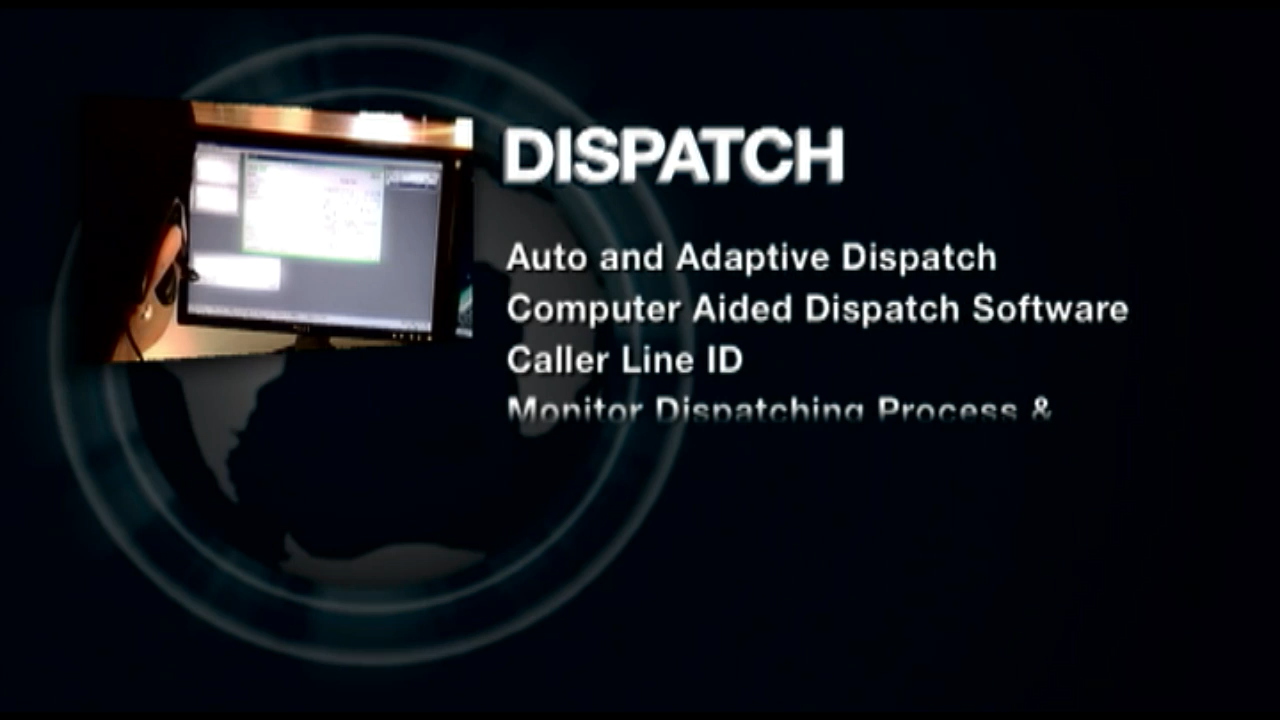 DISPATCH
Auto and Adaptive Dispatch
Computer Aided Dispatch Software
Caller Line ID
Monitor Dispatching Process &